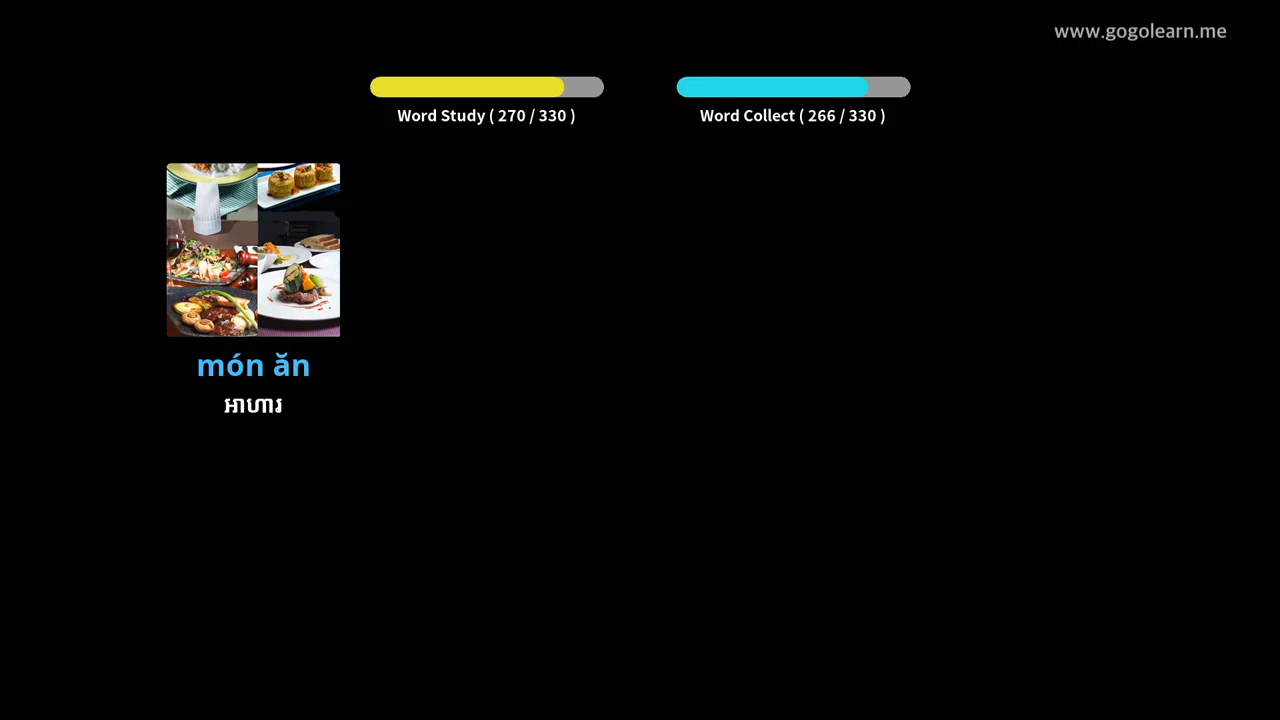 www.gogolearn.me
Word Study ( 270 / 330 )
Word Collect ( 266 / 330 )
món ăn
អាហារ